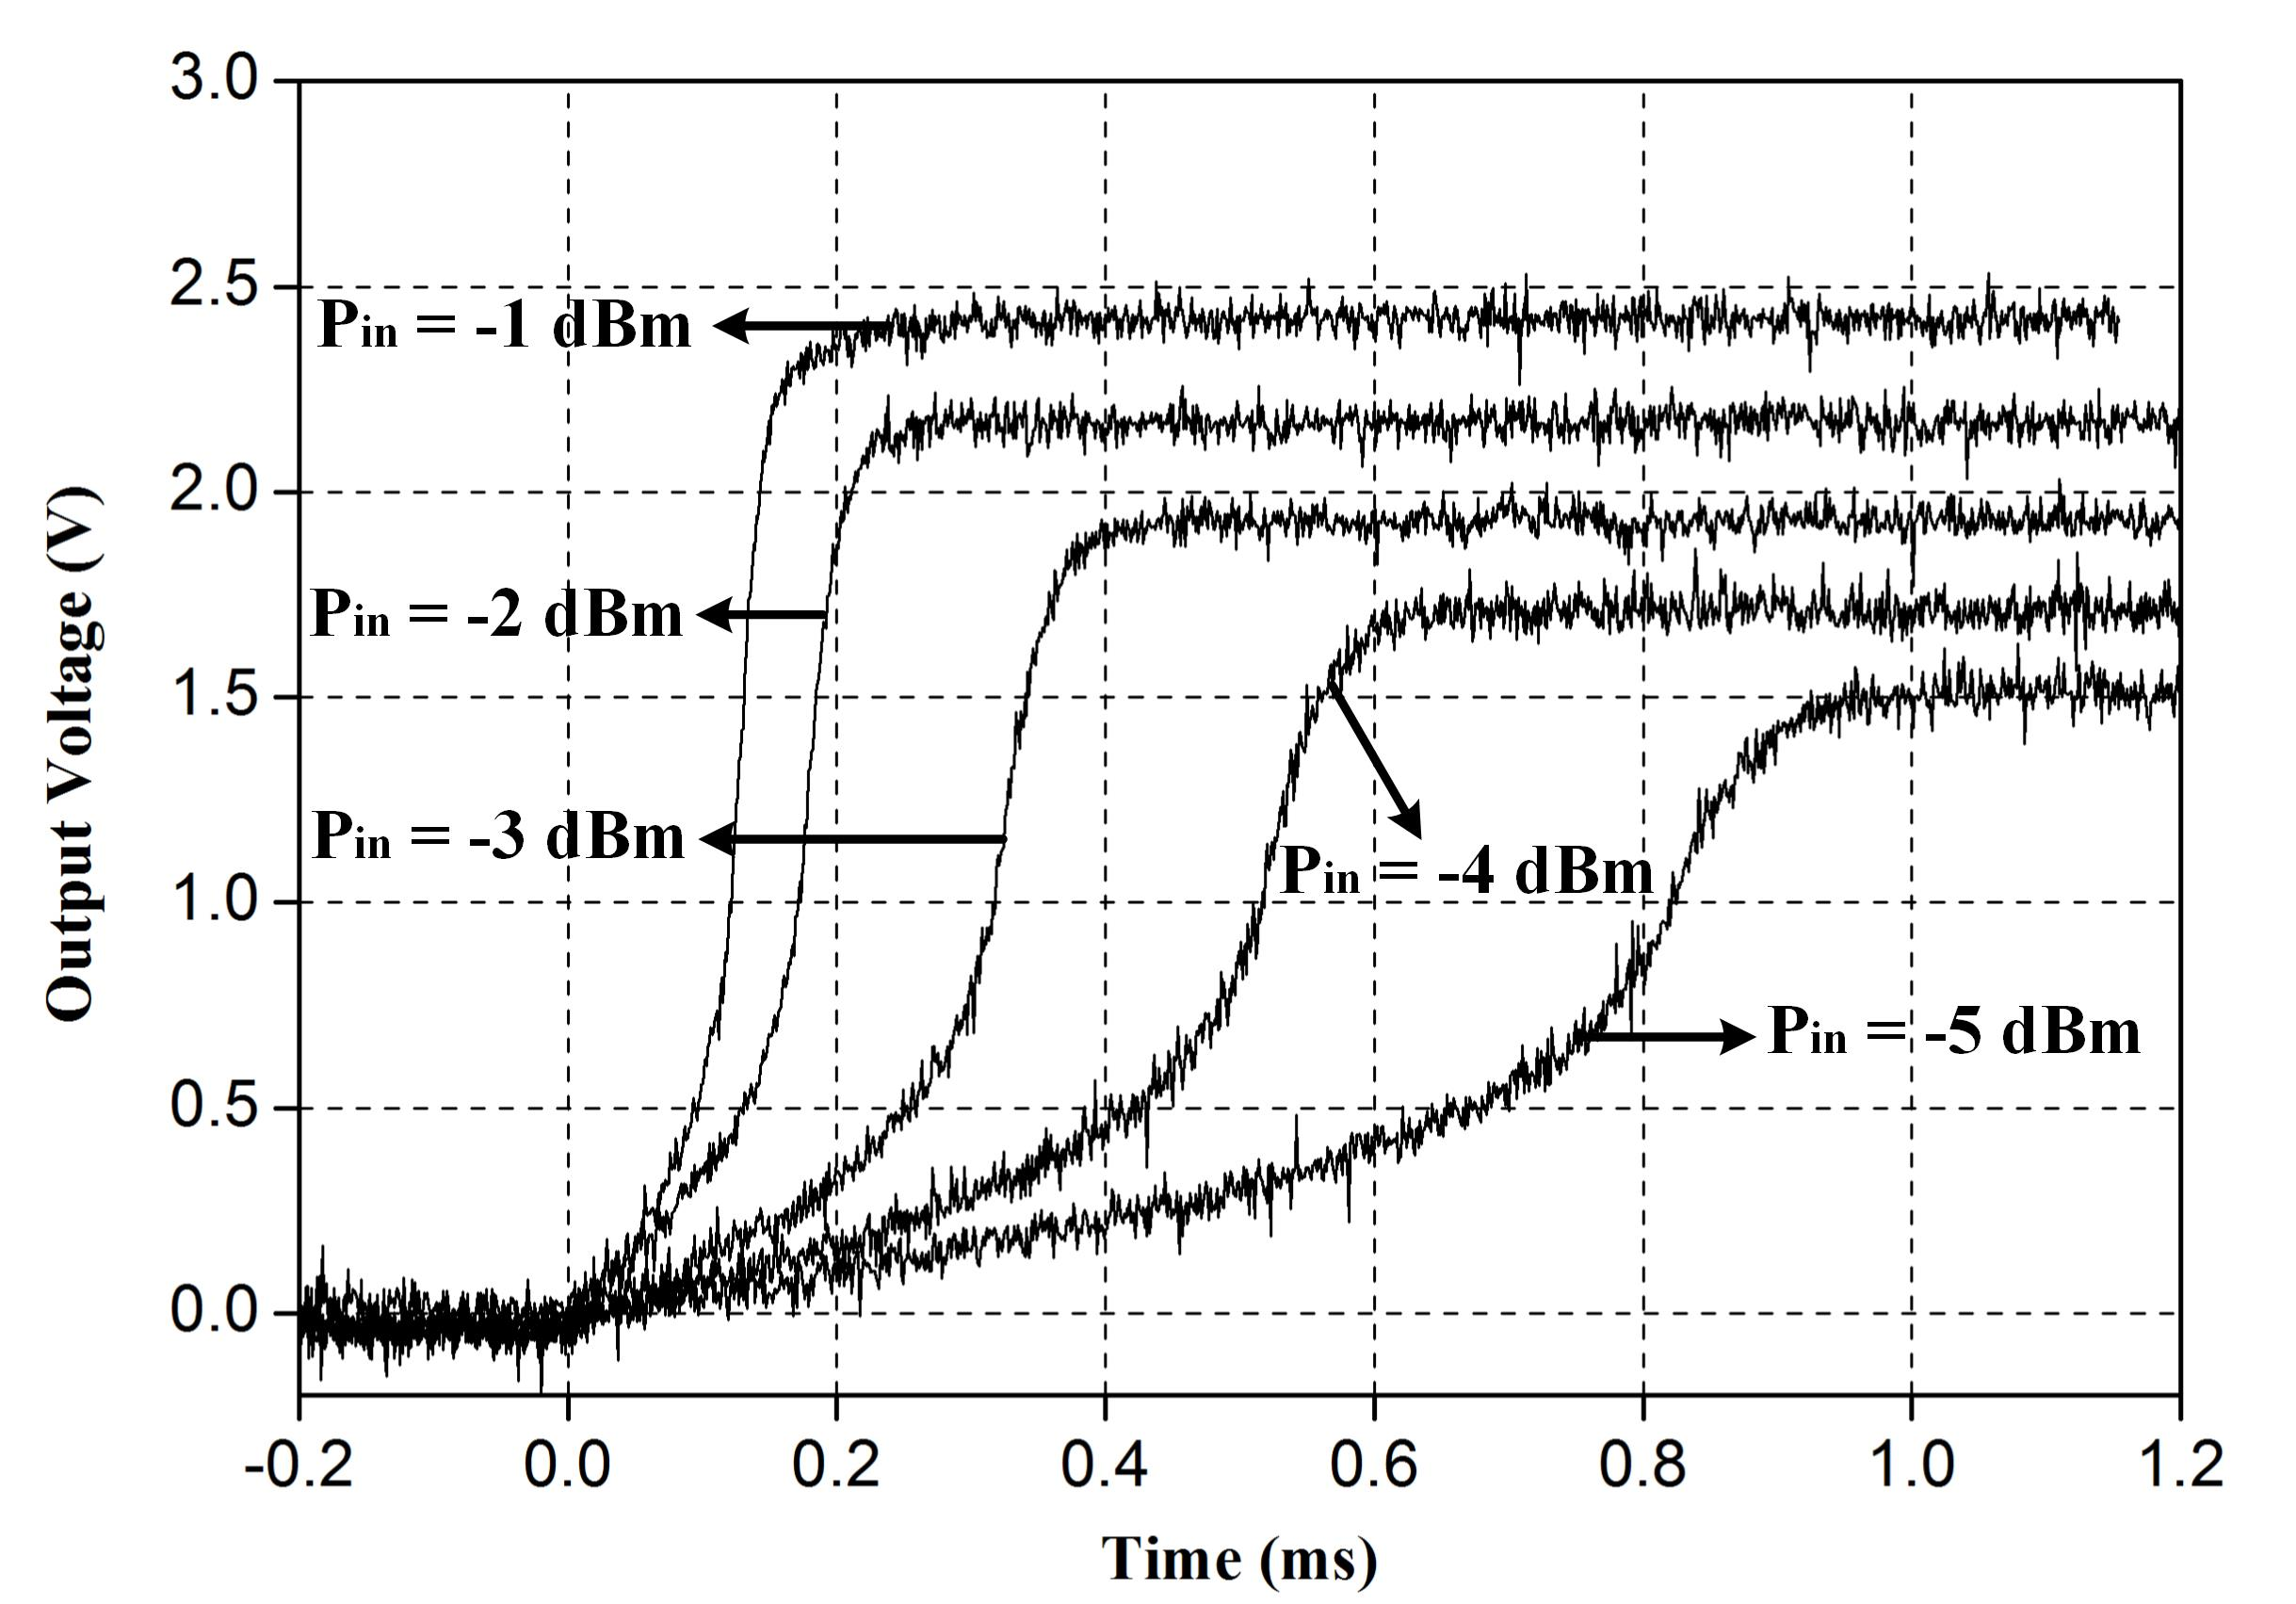 3.0
2.5
Pin = -1 dBm
2.0
Pin = -2 dBm
1.5
Pin = -3 dBm
Pin = -4 dBm
1.0
Pin = -5 dBm
0.5
0.0
-0.2 0.0 0.2 0.4 0.6 0.8 1.0 1.2
Time (ms)
Output Voltage (V)